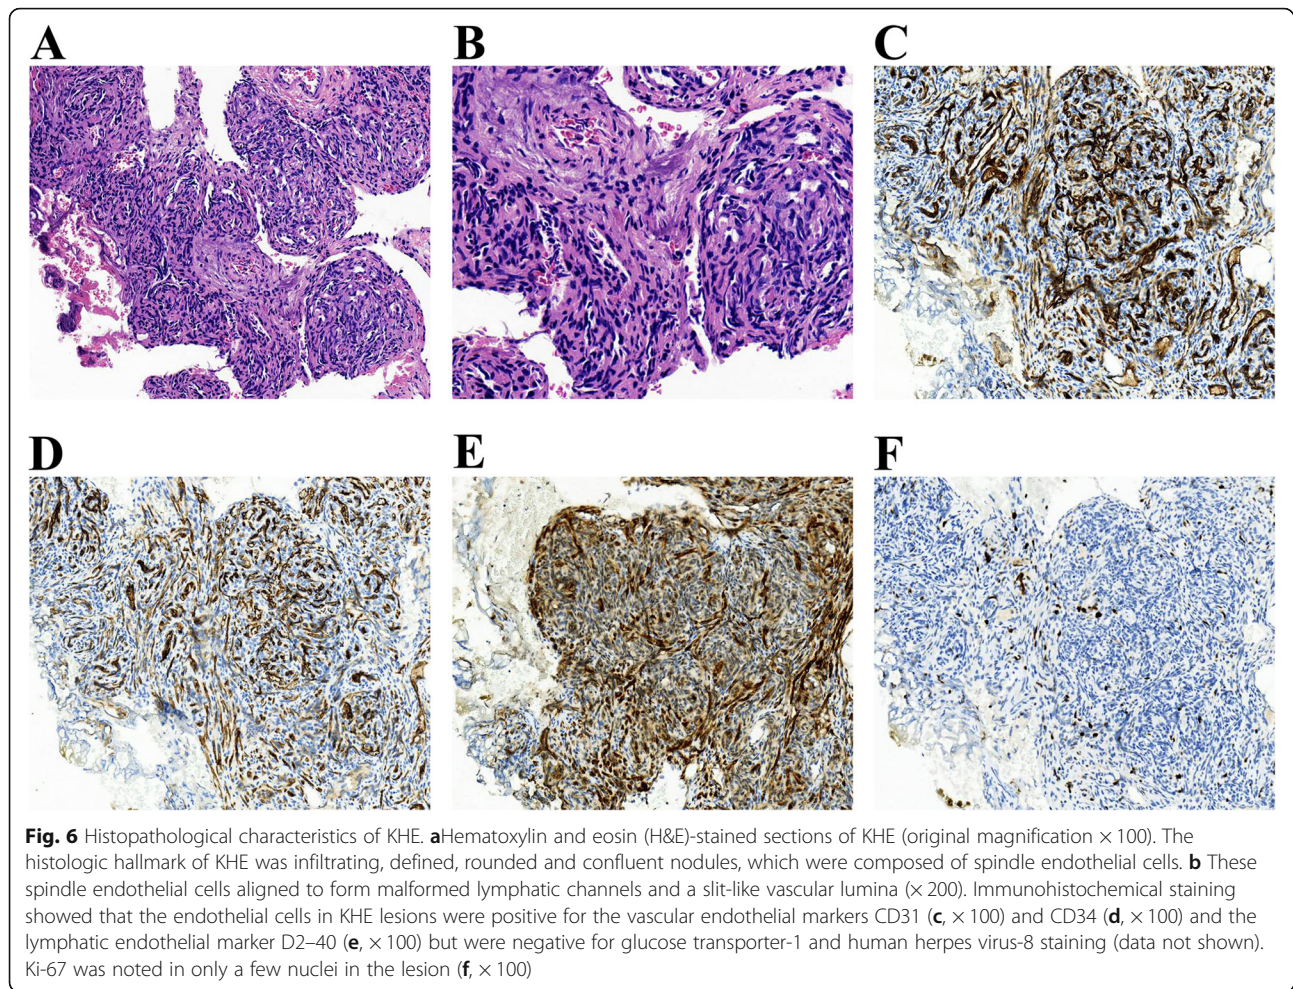 A
B
C
D
E
F
Fig. 6 Histopathological characteristics of KHE. aHematoxylin and eosin (H&E)-stained sections of KHE (original magnification × 100). The
histologic hallmark of KHE was infiltrating, defined, rounded and confluent nodules, which were composed of spindle endothelial cells. b These
spindle endothelial cells aligned to form malformed lymphatic channels and a slit-like vascular lumina (× 200). Immunohistochemical staining
showed that the endothelial cells in KHE lesions were positive for the vascular endothelial markers CD31 (c, × 100) and CD34 (d, × 100) and the
lymphatic endothelial marker D2–40 (e, × 100) but were negative for glucose transporter-1 and human herpes virus-8 staining (data not shown).
Ki-67 was noted in only a few nuclei in the lesion (f, × 100)